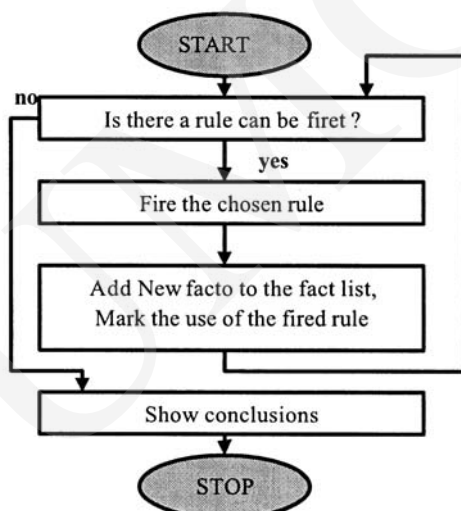 START
no
Is there a rule can be firet ?
yes
Fire the chosen rule
Add New facto to the fact list,
Mark the use of the fired rule
Show conclusions
STOP